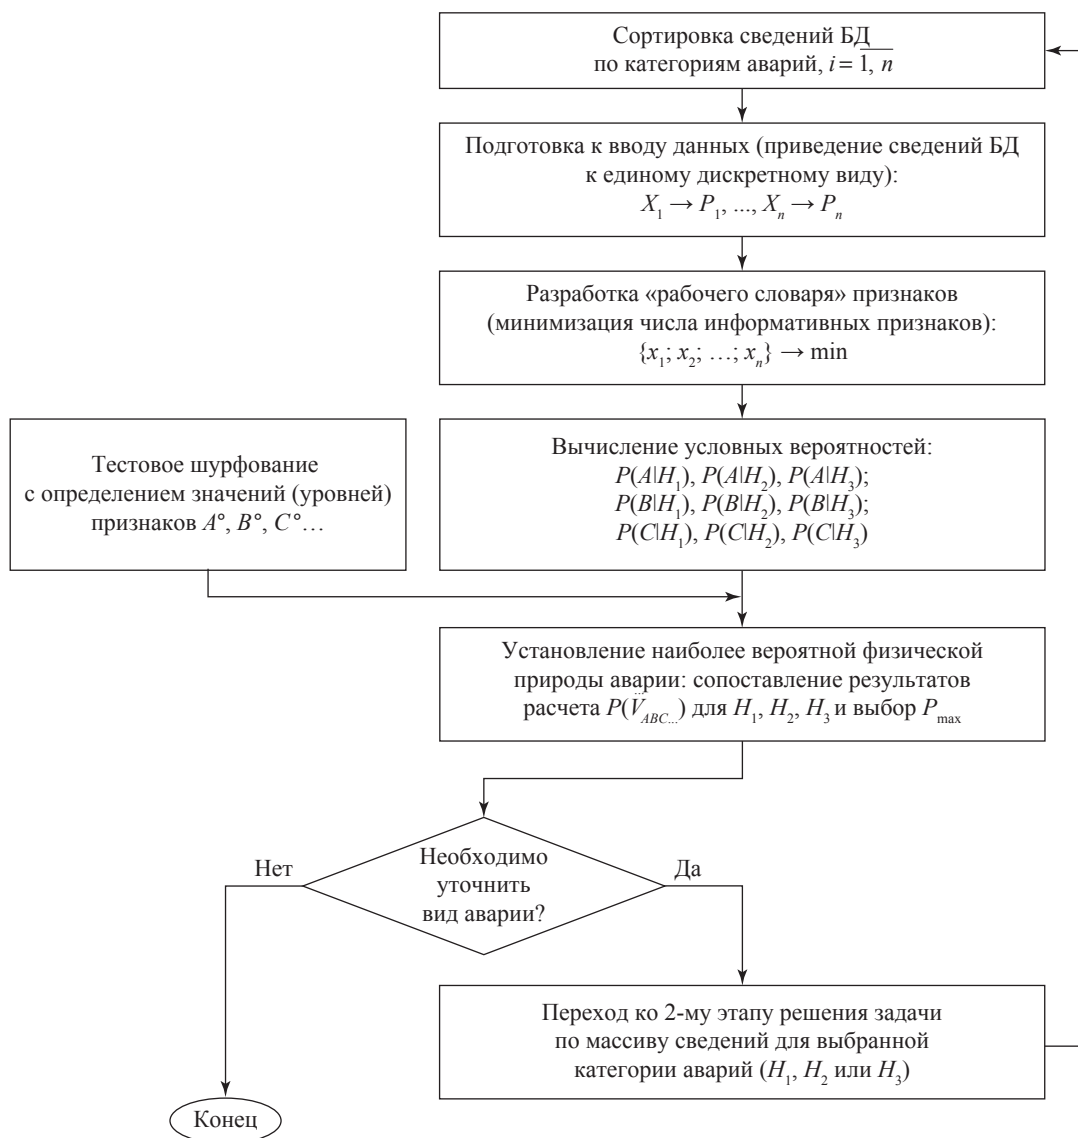 Сортировка сведений БД
по категориям аварий, i = 1, n
Подготовка к вводу данных (приведение сведений БД
к единому дискретному виду):
X₁ → P₁, ..., Xₙ → Pₙ
Разработка «рабочего словаря» признаков
(минимизация числа информативных признаков):
{x₁; x₂; …; xₙ} → min
Тестовое шурфование
с определением значений (уровней)
признаков A°, B°, C°…
Вычисление условных вероятностей:
P(A|H₁), P(A|H₂), P(A|H₃);
P(B|H₁), P(B|H₂), P(B|H₃);
P(C|H₁), P(C|H₂), P(C|H₃)
Установление наиболее вероятной физической
природы аварии: сопоставление результатов
расчета P(V̈_ABC...) для H₁, H₂, H₃ и выбор P_max
Необходимо
уточнить
вид аварии?
Нет
Да
Переход ко 2-му этапу решения задачи
по массиву сведений для выбранной
категории аварий (H₁, H₂ или H₃)
Конец